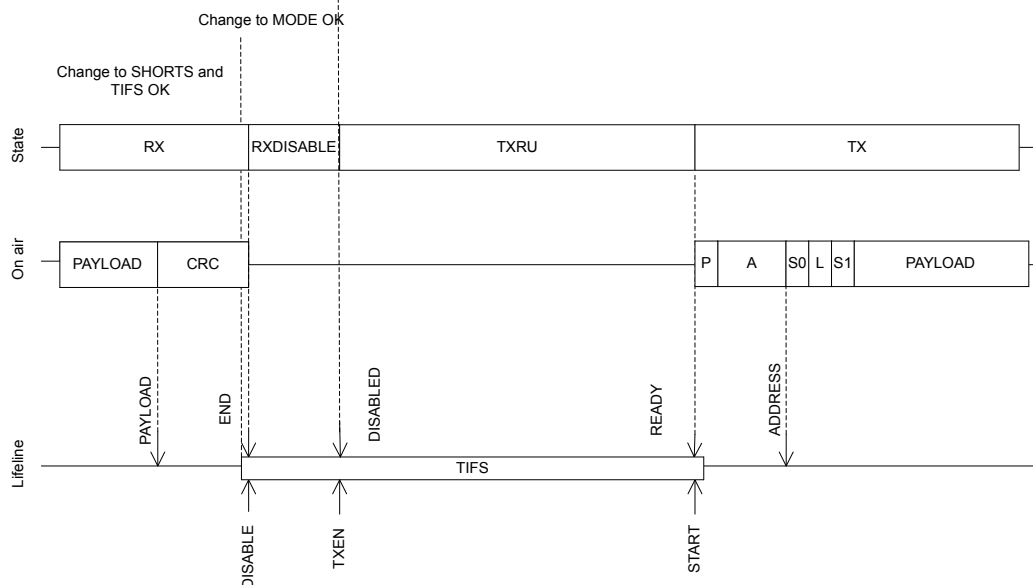 Change to MODE OK
Change to SHORTS and
TIFS OK
State
RX
RXDISABLE
TXRU
TX
On air
PAYLOAD
CRC
P
A
S0
L
S1
PAYLOAD
PAYLOAD
END
DISABLED
READY
ADDRESS
Lifeline
TIFS
DISABLE
TXEN
START